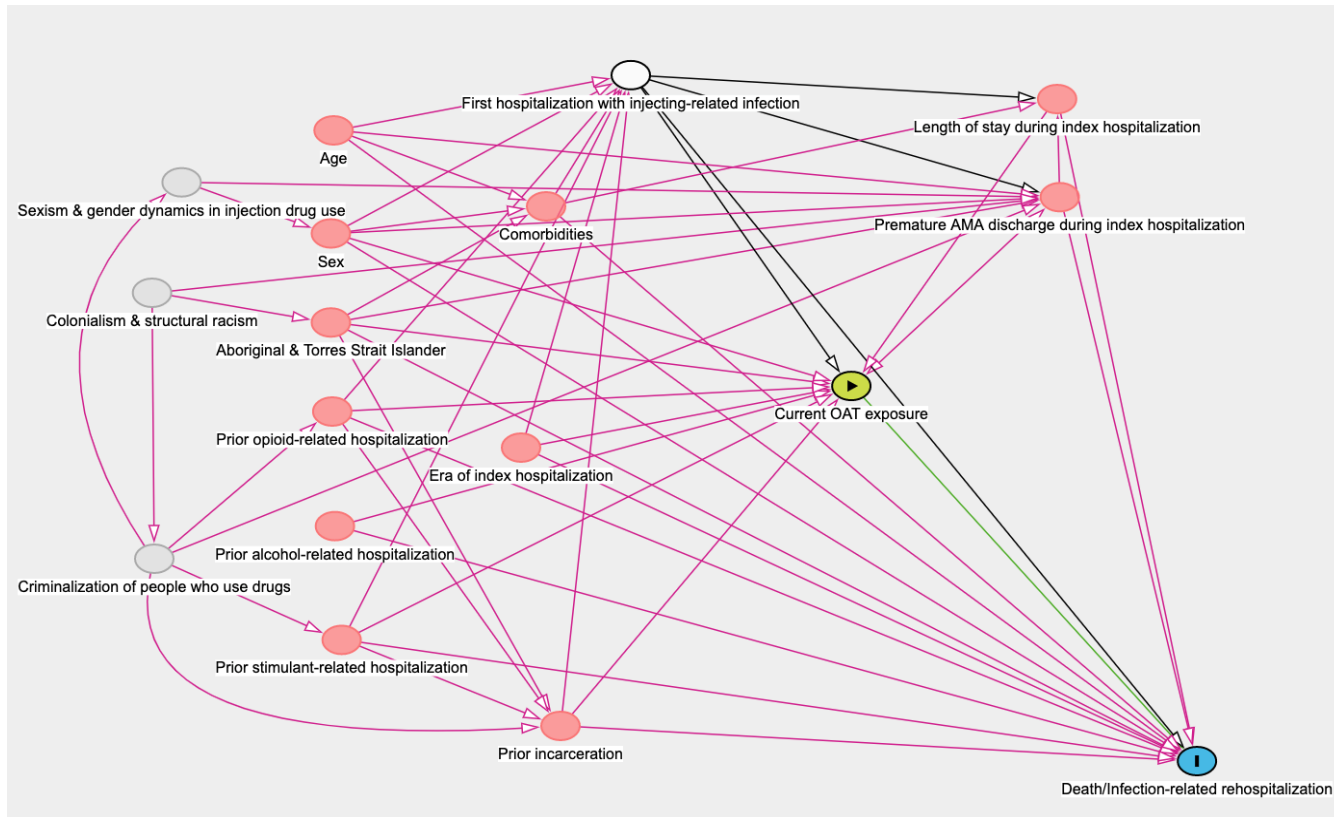 First hospitalization with injecting-related infection
Length of stay during index hospitalization
Age
Sexism & gender dynamics in injection drug use
Comorbidities
Premature AMA discharge during index hospitalization
Sex
Colonialism & structural racism
Aboriginal & Torres Strait Islander
Current OAT exposure
Prior opioid-related hospitalization
Era of index hospitalization
Prior alcohol-related hospitalization
Criminalization of people who use drugs
Prior stimulant-related hospitalization
Prior incarceration
Death/Infection-related rehospitalization